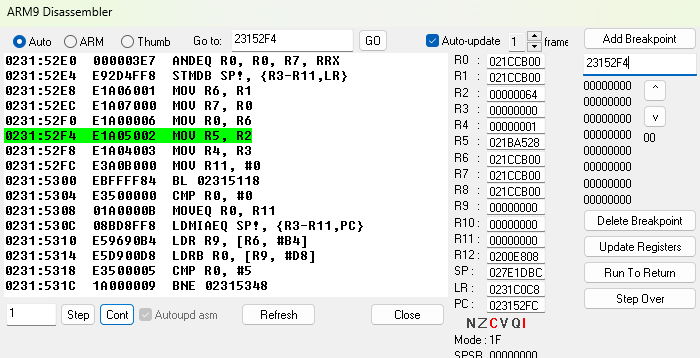 ARM9 Disassembler
Auto ARM Thumb Go to: 23152F4 GO Auto-update 1 frame Add Breakpoint
23152F4
0231:52E0 000003E7 ANDEQ R0, R0, R7, RRX
0231:52E4 E92D4FF8 STMDB SP!, {R3-R11,LR}
0231:52E8 E1A06001 MOV R6, R1
0231:52EC E1A07000 MOV R7, R0
0231:52F0 E1A00006 MOV R0, R6
0231:52F4 E1A05002 MOV R5, R2
0231:52F8 E1A04003 MOV R4, R3
0231:52FC E3A0B000 MOV R11, #0
0231:5300 EBFFFF84 BL 02315118
0231:5304 E3500000 CMP R0, #0
0231:5308 01A0000B MOVEQ R0, R11
0231:530C 08BD8FF8 LDMIAEQ SP!, {R3-R11,PC}
0231:5310 E59690B4 LDR R9, [R6, #B4]
0231:5314 E5D900D8 LDRB R0, [R9, #D8]
0231:5318 E3500005 CMP R0, #5
0231:531C 1A000009 BNE 02315348
R0 : 021CCB00
R1 : 021CCB00
R2 : 00000064
R3 : 00000000
R4 : 00000001
R5 : 021BA528
R6 : 021CCB00
R7 : 021CCB00
R8 : 021CCB00
R9 : 00000000
R10: 00000000
R11: 00000000
R12: 0200E808
SP : 027E1DBC
LR : 0231C0C8
PC : 023152FC
N Z C V Q I
Mode : 1F
SPSR 00000000
00000000
00000000
00000000
00000000
00000000
00000000
00000000
00000000
^
v
00
Delete Breakpoint
Update Registers
Run To Return
Step Over
1 Step Cont Autoupd asm Refresh Close